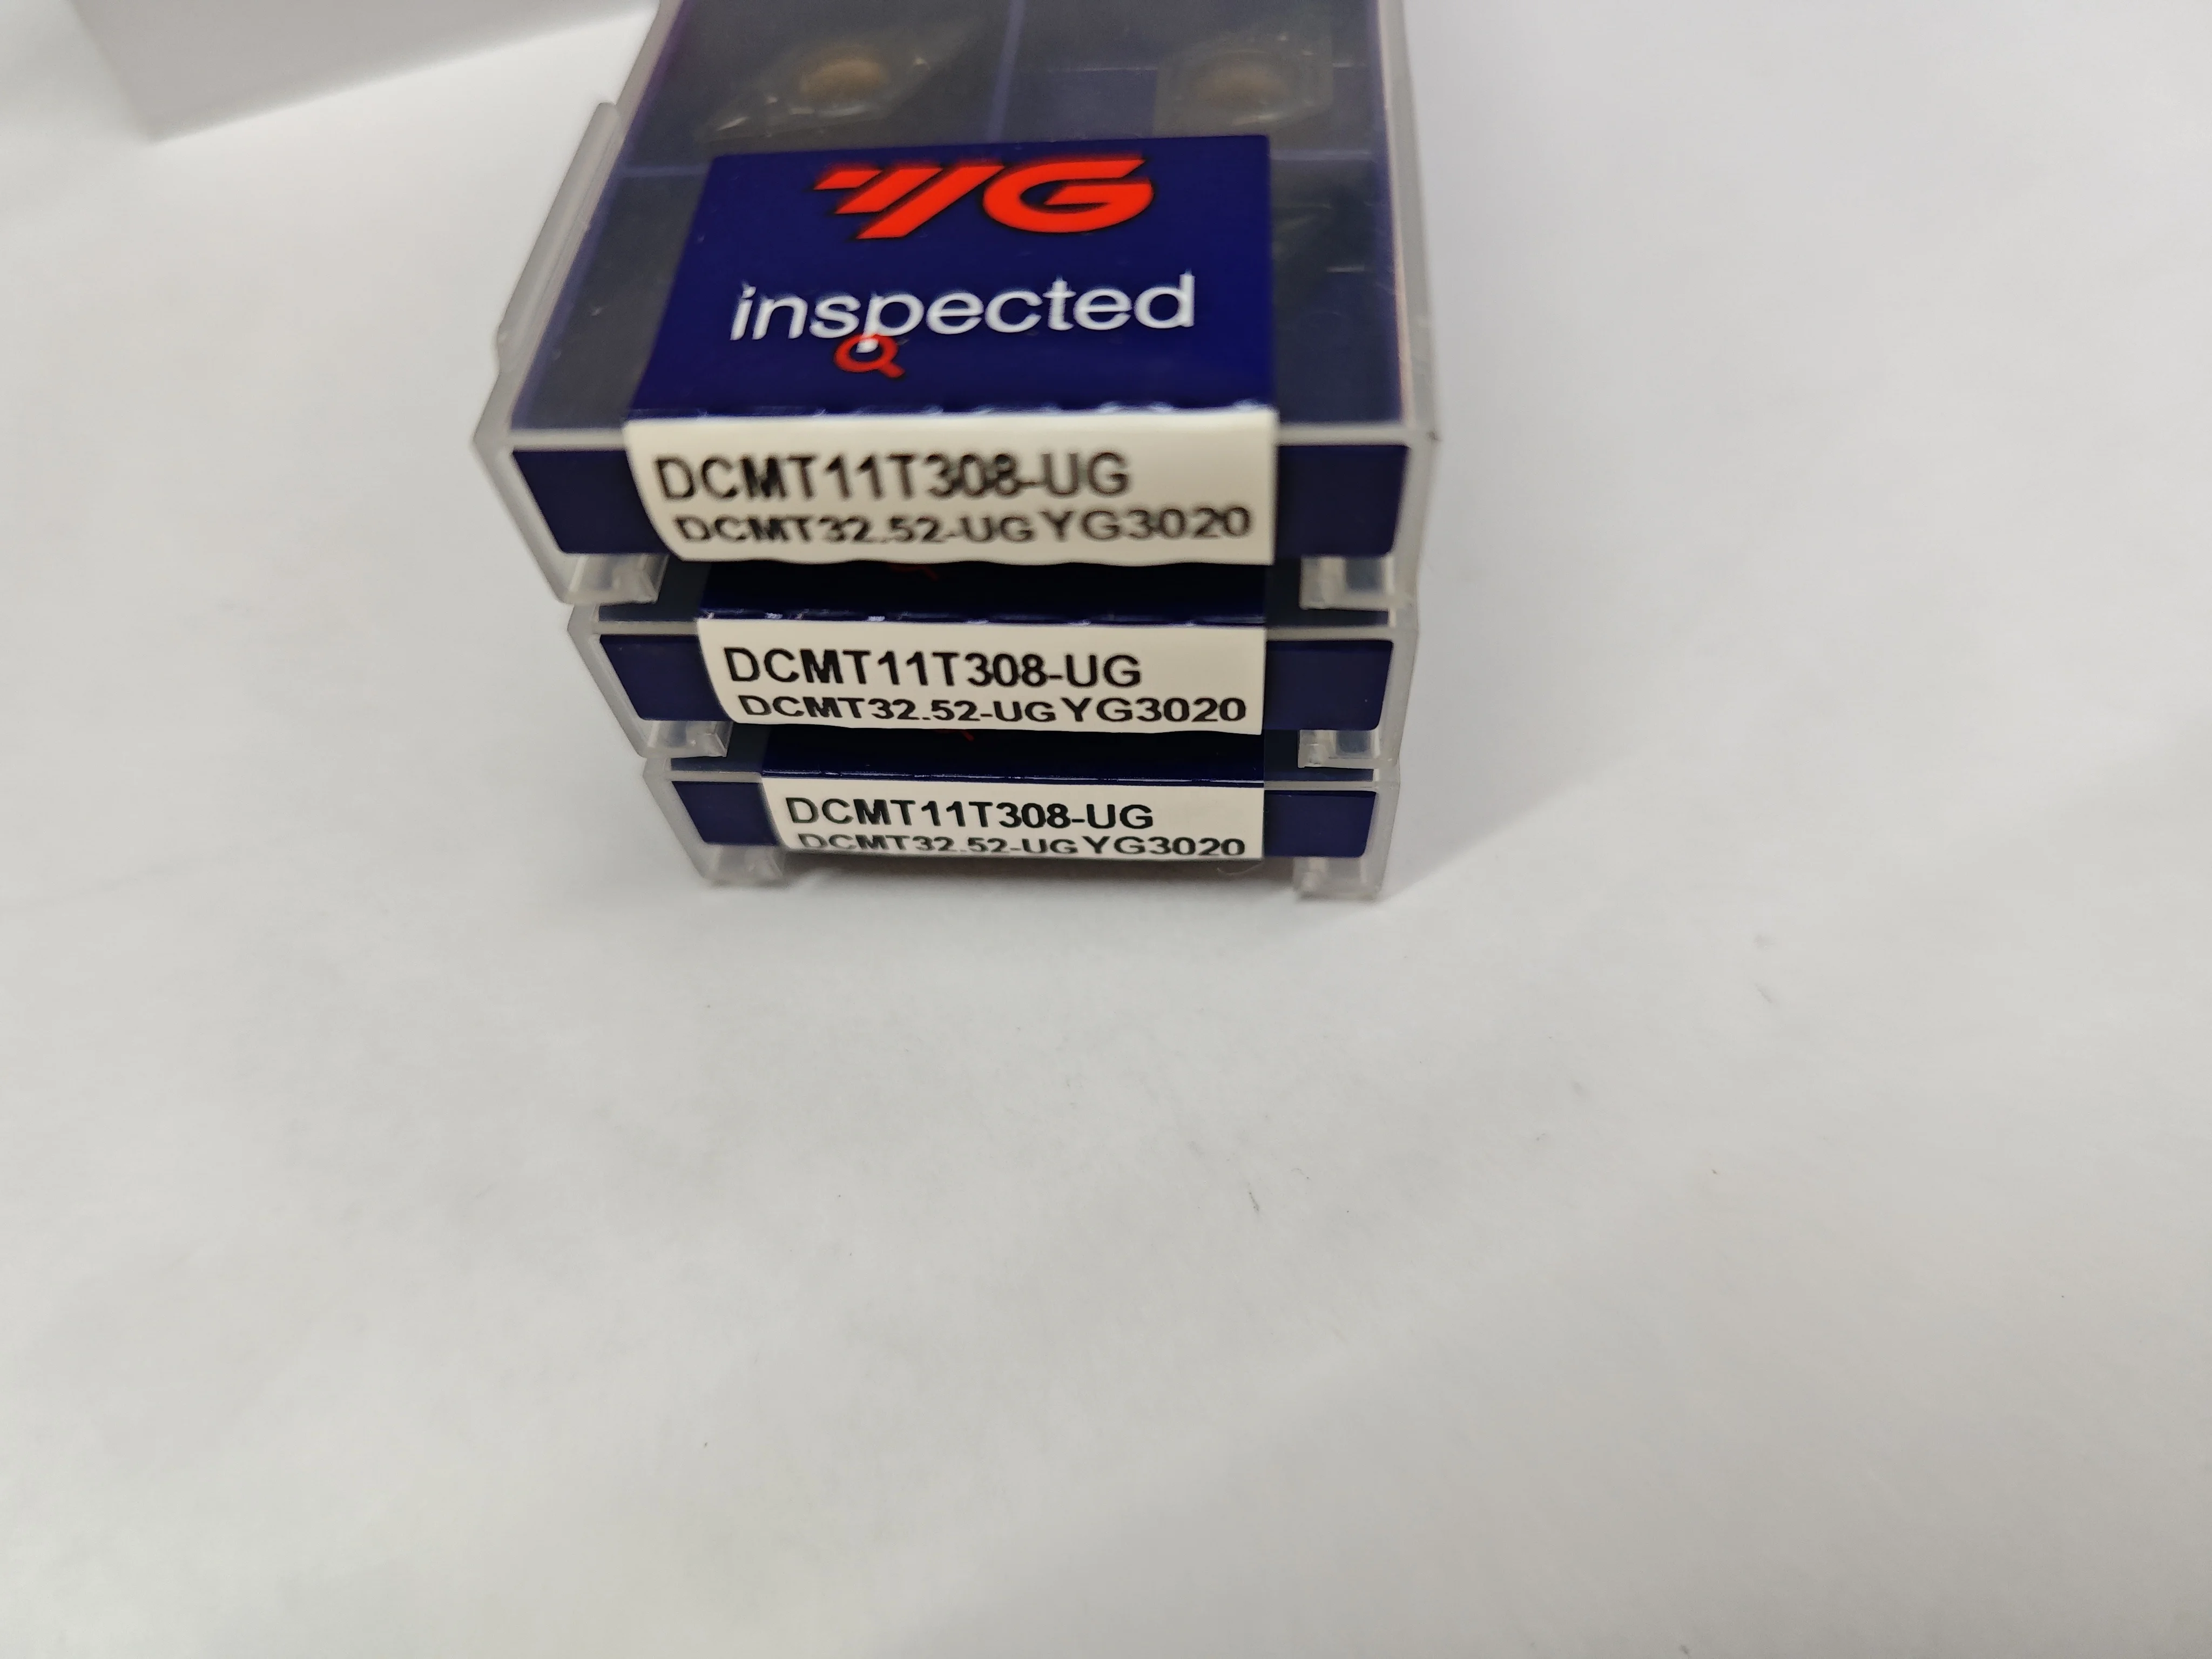 YG
inspected
DCMT11T308-UG
DCMT32.52-UG YG3020
DCMT11T308-UG
DCMT32.52-UG YG3020
DCMT11T308-UG
DCMT32.52-UG YG3020